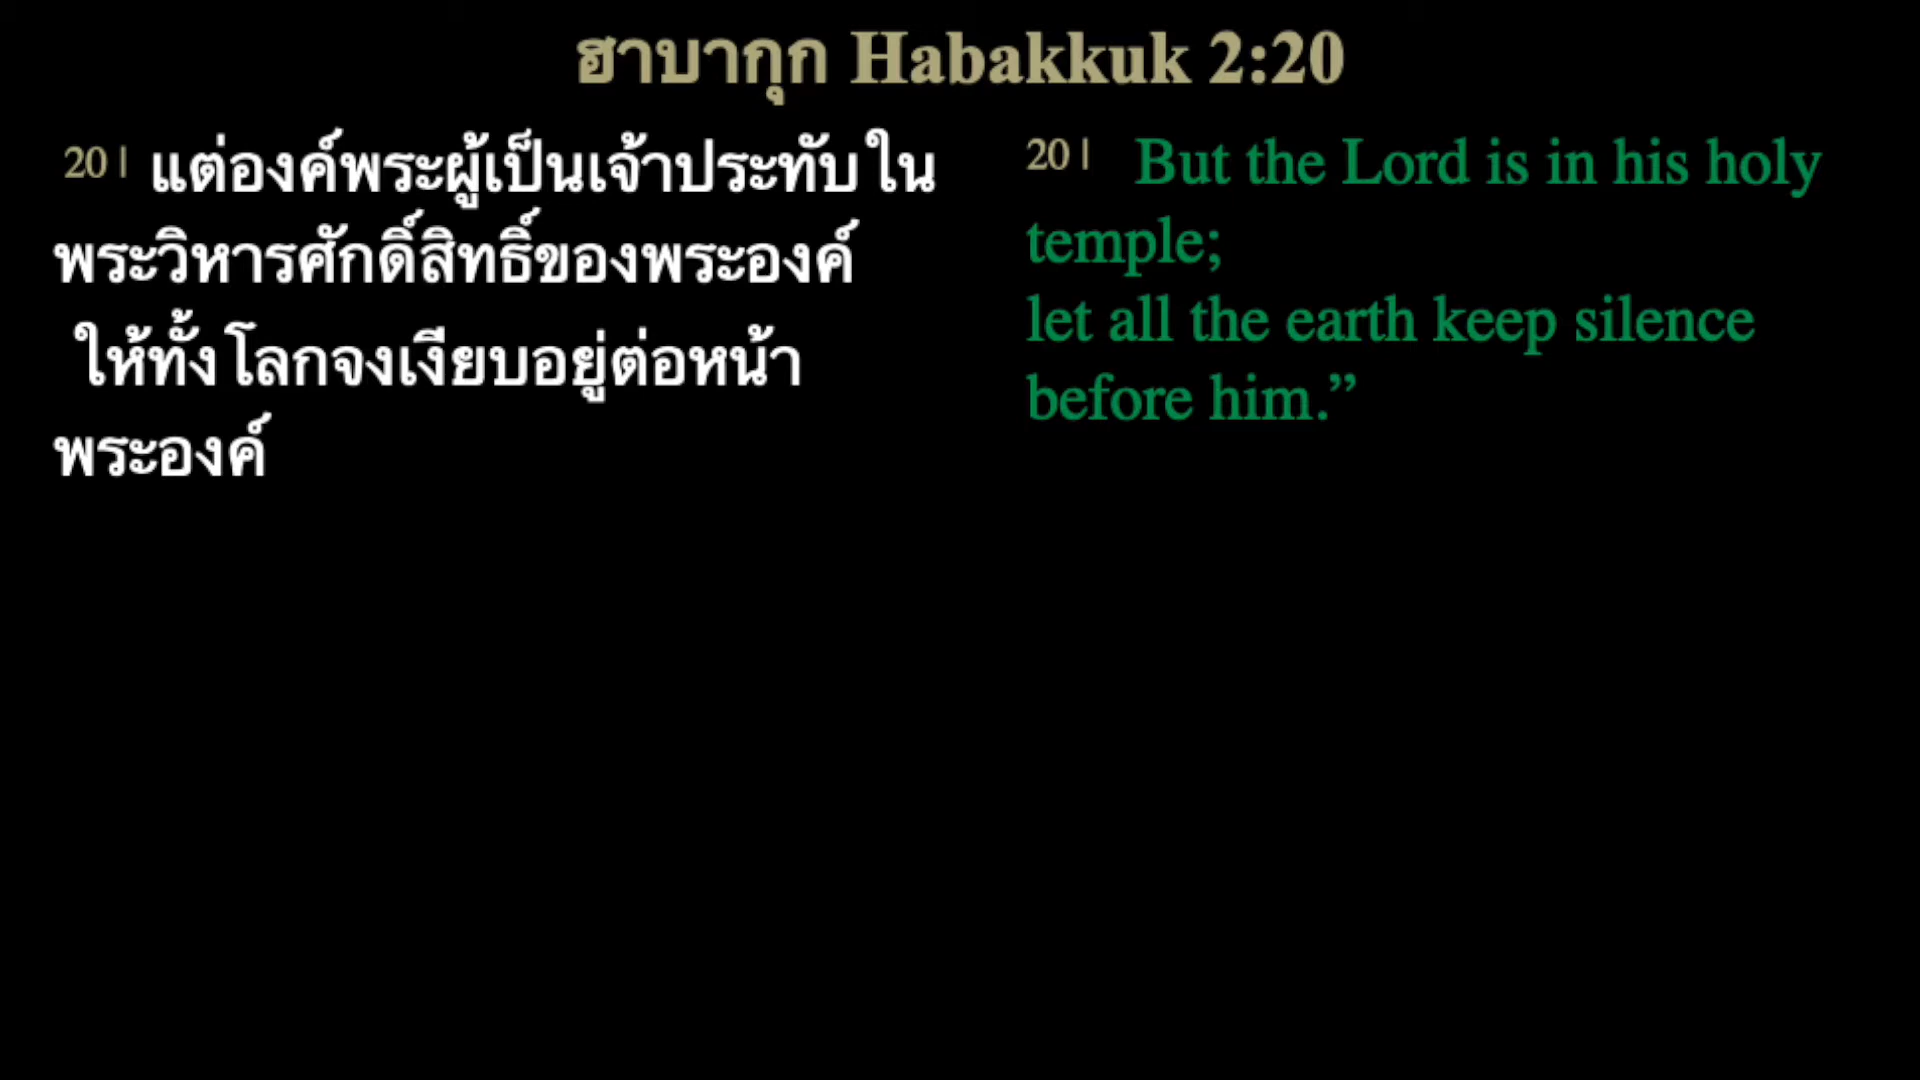 ฮาบากุก Habakkuk 2:20
20 | แต่องค์พระผู้เป็นเจ้าประทับ ใน
พระวิหารศักดิ์สิทธิ์ของพระองค์
ให้ทั้งโลกจงเงียบอยู่ต่อหน้า
พระองค์
20 | But the Lord is in his holy
temple;
let all the earth keep silence
before him.”